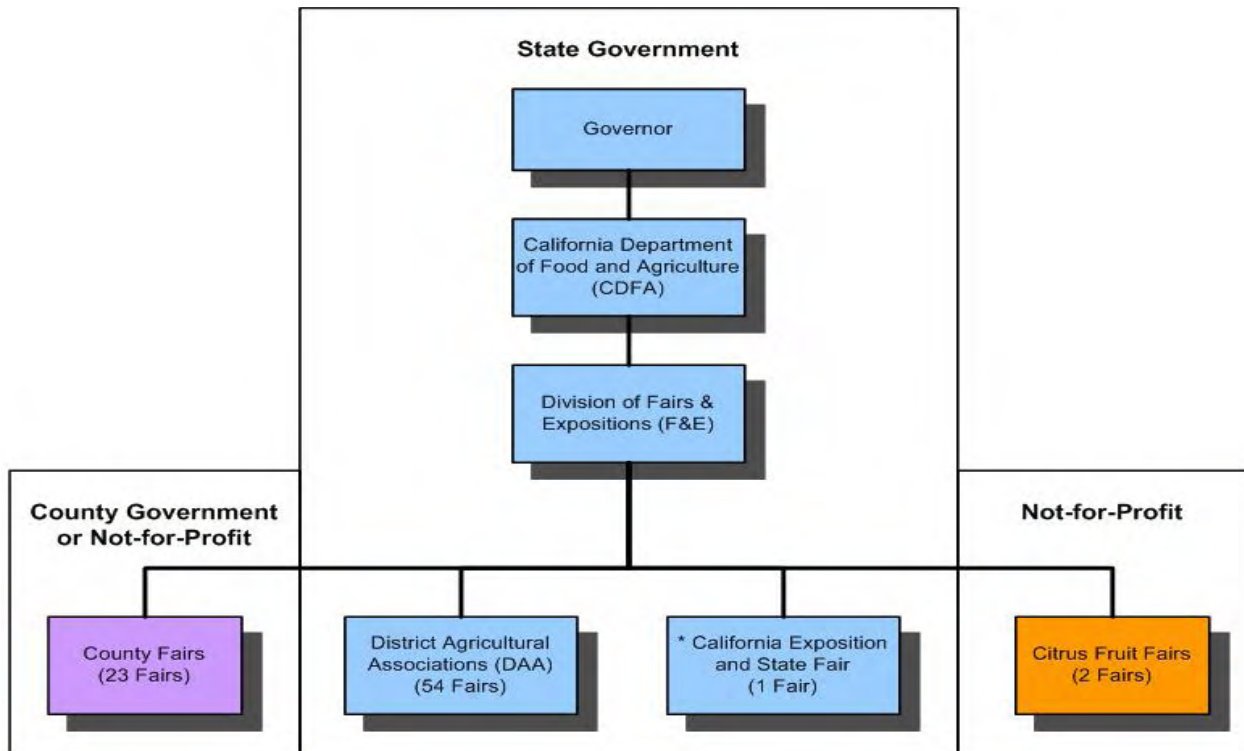 State Government
Governor
California Department
of Food and Agriculture
(CDFA)
Division of Fairs &
Expositions (F&E)
County Government
or Not-for-Profit
Not-for-Profit
County Fairs
(23 Fairs)
District Agricultural
Associations (DAA)
(54 Fairs)
* California Exposition
and State Fair
(1 Fair)
Citrus Fruit Fairs
(2 Fairs)